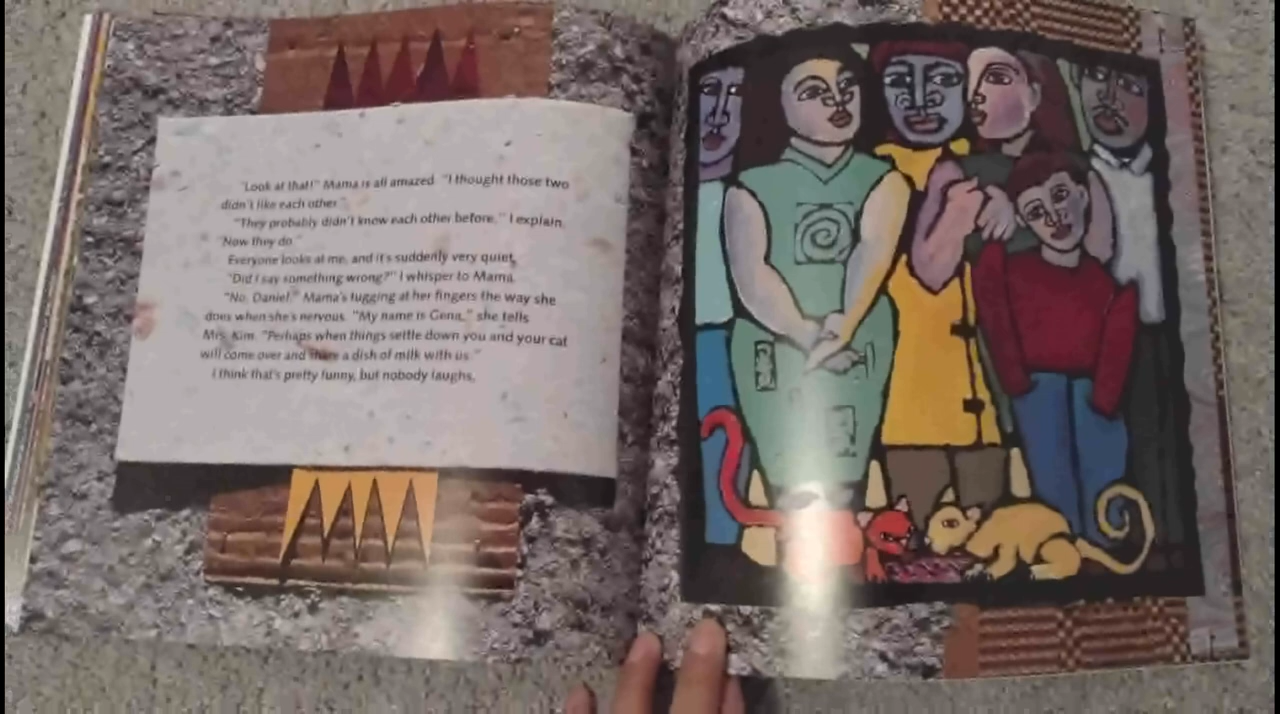 "Look at that!" Mama is all amazed. "I thought those two
didn't like each other."
"They probably didn't know each other before," I explain.
"Now they do."
Everyone looks at me, and it's suddenly very quiet.
"Did I say something wrong?" I whisper to Mama.
"No, Daniel." Mama's tugging at her fingers the way she
does when she's nervous. "My name is Gena," she tells
Mrs. Kim. "Perhaps when things settle down you and your cat
will come over and share a dish of milk with us."
I think that's pretty funny, but nobody laughs.